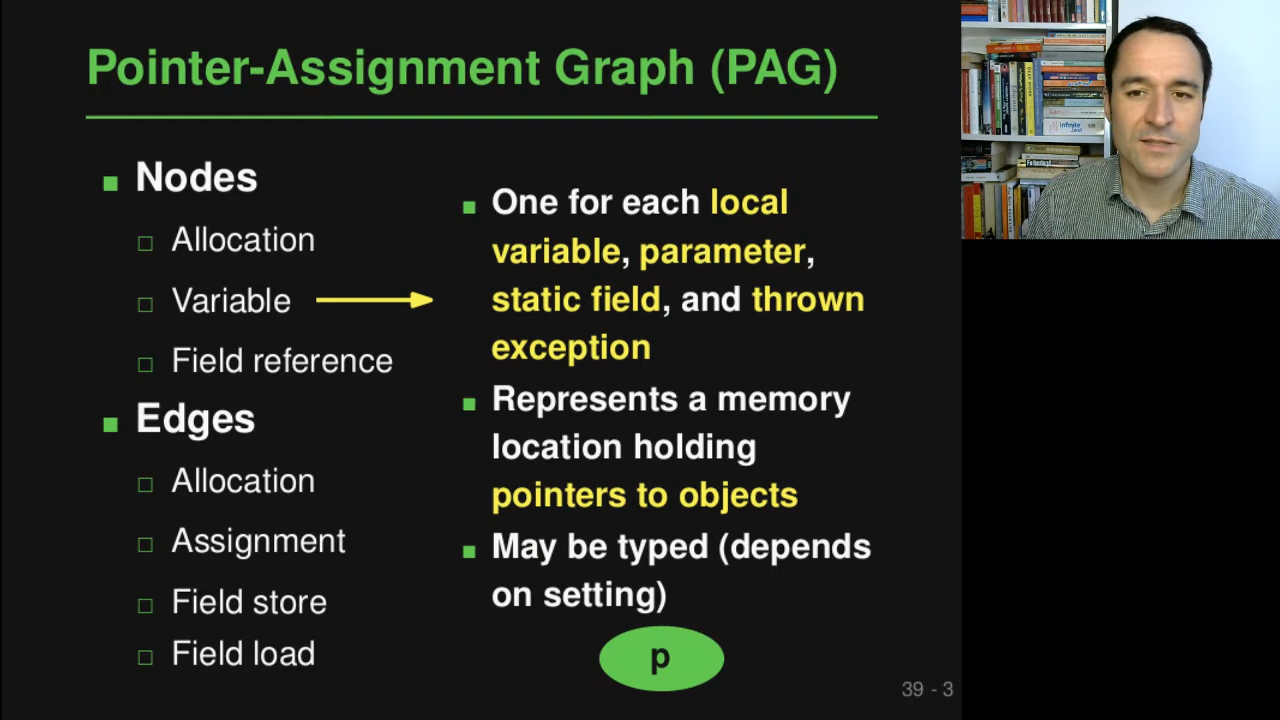 Pointer-Assignment Graph (PAG)
Nodes
Allocation
Variable
Field reference
Edges
Allocation
Assignment
Field store
Field load
One for each local
variable, parameter,
static field, and thrown
exception
Represents a memory
location holding
pointers to objects
May be typed (depends
on setting)
p
39 - 3
Infinite
Jest